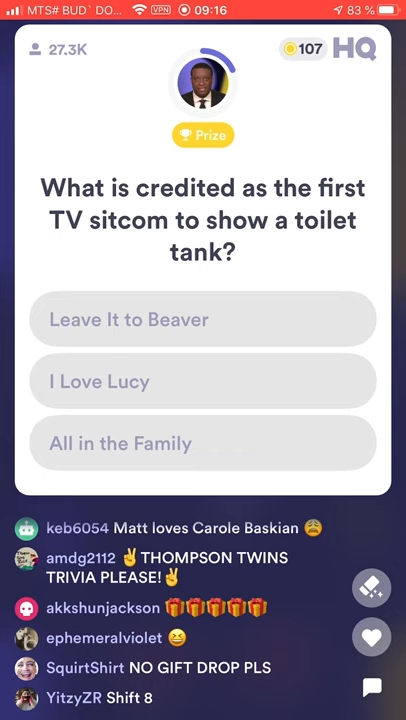 MTS# BUD` DO... VPN 09:16 83 %
27.3K
107 HQ
Prize
What is credited as the first
TV sitcom to show a toilet
tank?
Leave It to Beaver
I Love Lucy
All in the Family
keb6054 Matt loves Carole Baskian 😩
amdg2112 ✌️THOMPSON TWINS
TRIVIA PLEASE!✌️
akkshunjackson 🎁🎁🎁🎁🎁
ephemeralviolet 😆
SquirtShirt NO GIFT DROP PLS
YitzyZR Shift 8